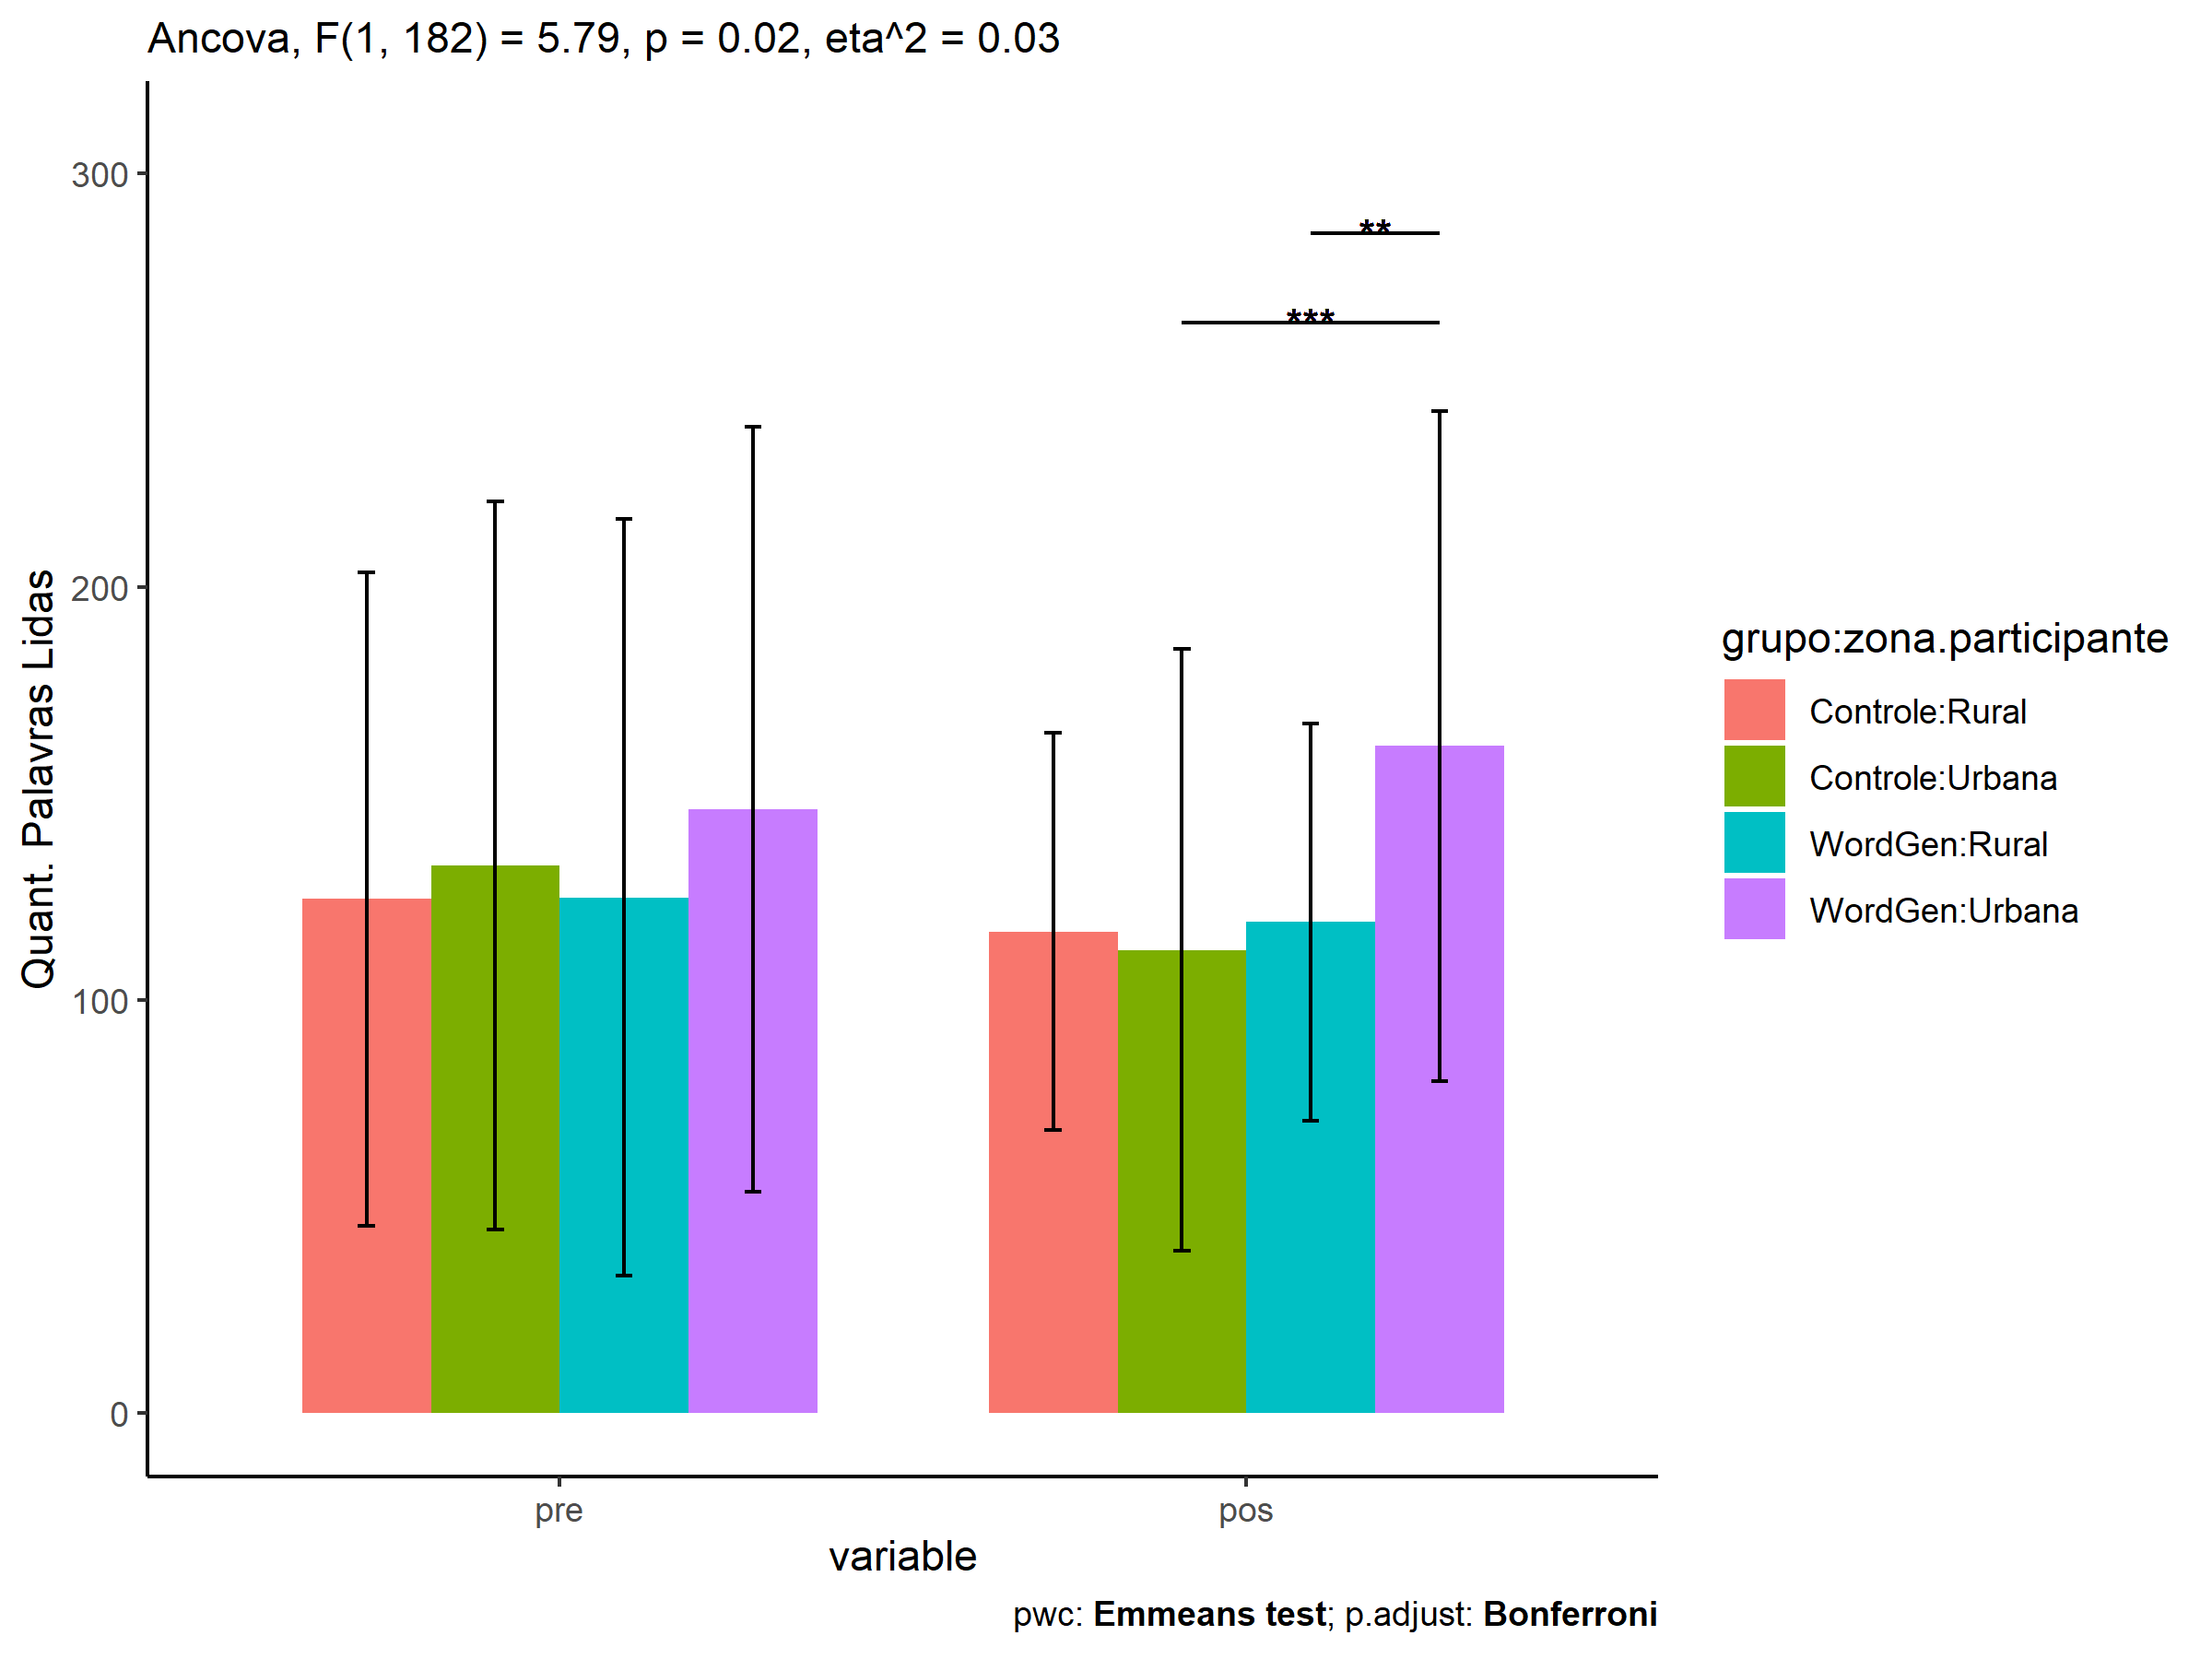 Ancova, F(1, 182) = 5.79, p = 0.02, eta^2 = 0.03
Quant. Palavras Lidas
300
200
100
0
**
***
pre
pos
variable
grupo:zona.participante
Controle:Rural
Controle:Urbana
WordGen:Rural
WordGen:Urbana
pwc: Emmeans test; p.adjust: Bonferroni